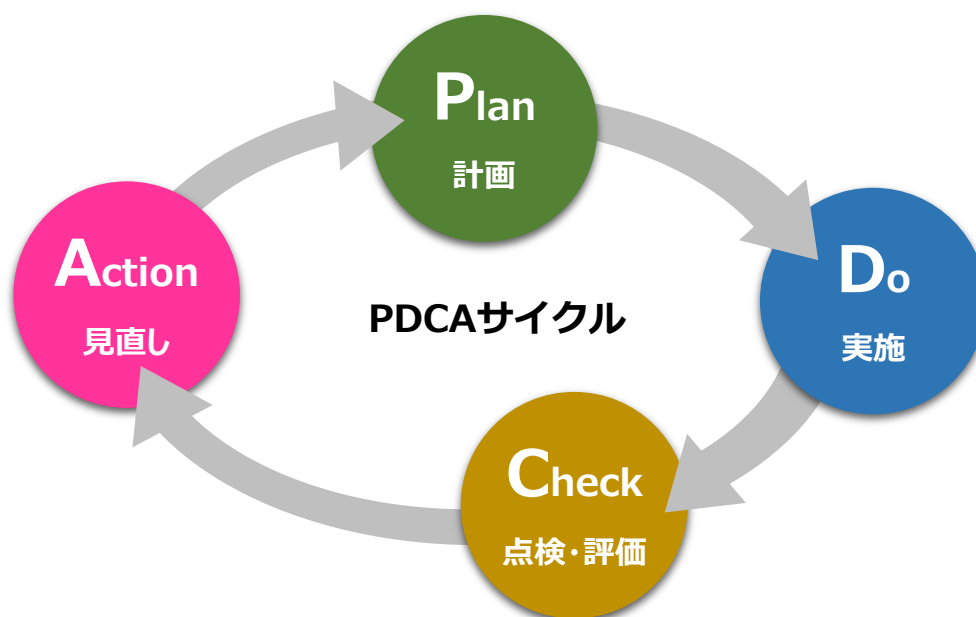 Plan
計画
Do
実施
Check
点検・評価
Action
見直し
PDCAサイクル